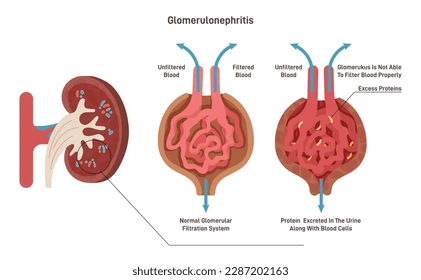 Glomerulonephritis
Unfiltered
Blood
Filtered
Blood
Unfiltered
Blood
Glomerukus Is Not Able
To Filter Blood Properly
Excess Proteins
Normal Glomerular
Filtration System
Protein Excreted In The Urine
Along With Blood Cells
shutterstock.com · 2287202163